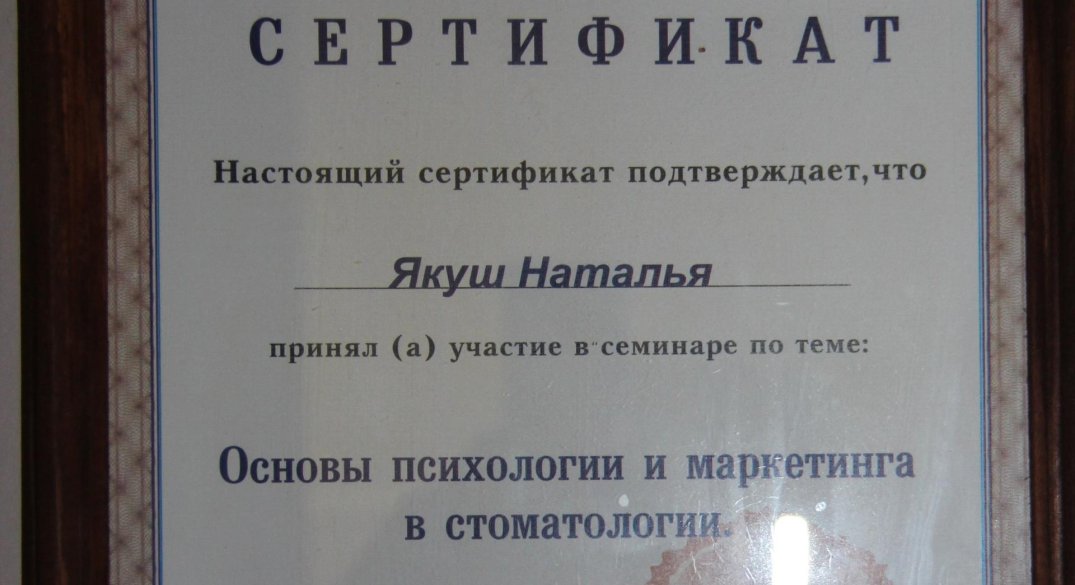 СЕРТИФИКАТ
Настоящий сертификат подтверждает,что
Якуш Наталья
принял (а) участие в семинаре по теме:
Основы психологии и маркетинга
в стоматологии.